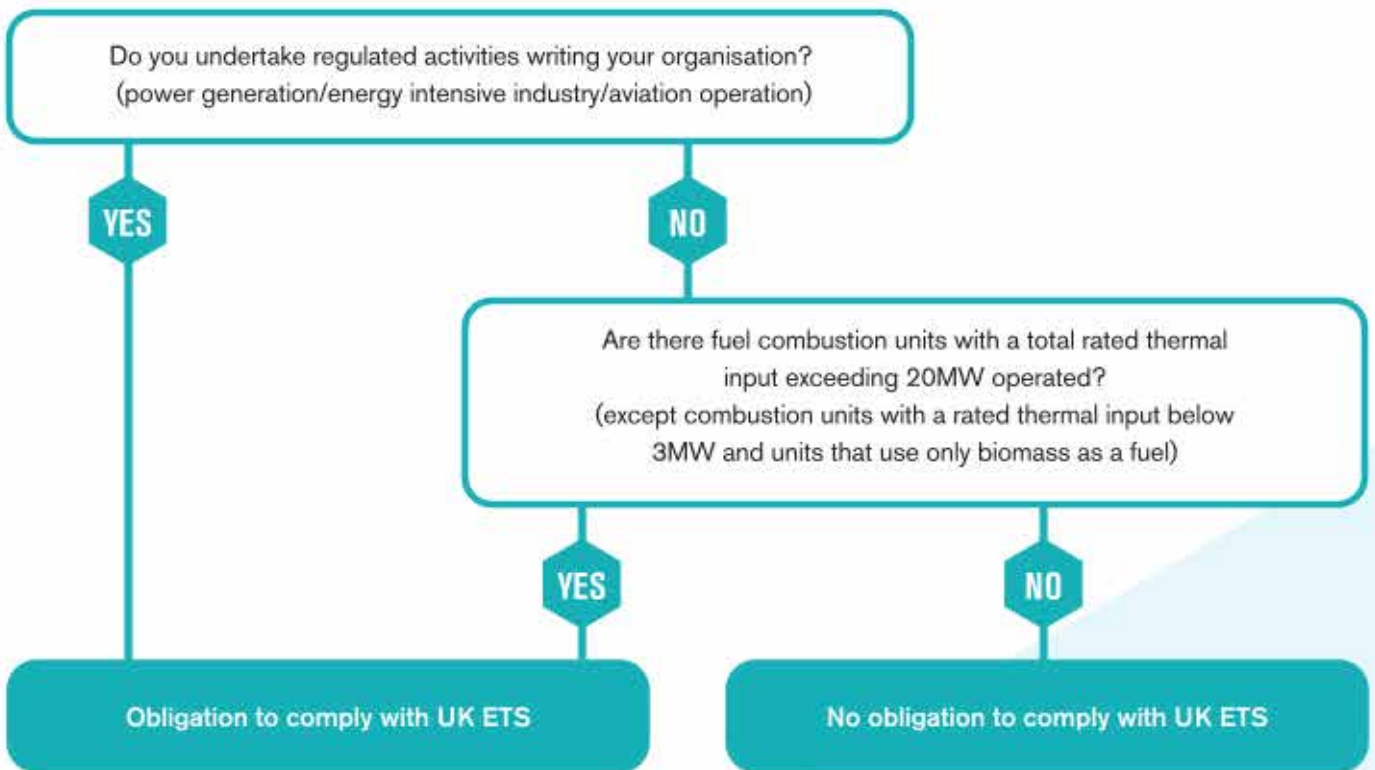 Do you undertake regulated activities writing your organisation?
(power generation/energy intensive industry/aviation operation)
YES
NO
Are there fuel combustion units with a total rated thermal
input exceeding 20MW operated?
(except combustion units with a rated thermal input below
3MW and units that use only biomass as a fuel)
YES
NO
Obligation to comply with UK ETS
No obligation to comply with UK ETS